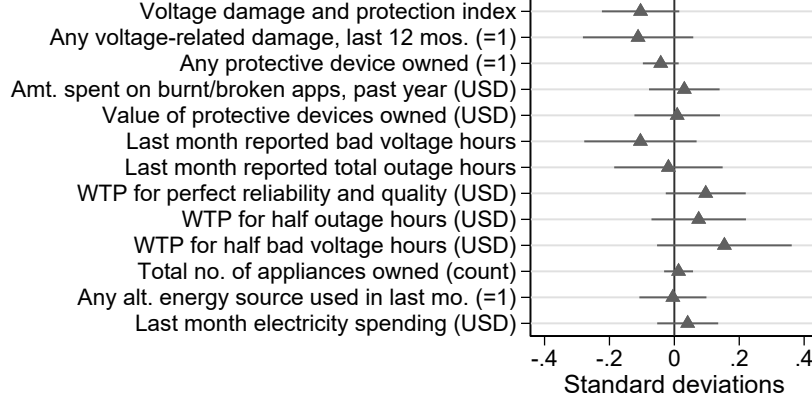 Voltage damage and protection index
Any voltage-related damage, last 12 mos. (=1)
Any protective device owned (=1)
Amt. spent on burnt/broken apps, past year (USD)
Value of protective devices owned (USD)
Last month reported bad voltage hours
Last month reported total outage hours
WTP for perfect reliability and quality (USD)
WTP for half outage hours (USD)
WTP for half bad voltage hours (USD)
Total no. of appliances owned (count)
Any alt. energy source used in last mo. (=1)
Last month electricity spending (USD)
-.4 -.2 0 .2 .4
Standard deviations